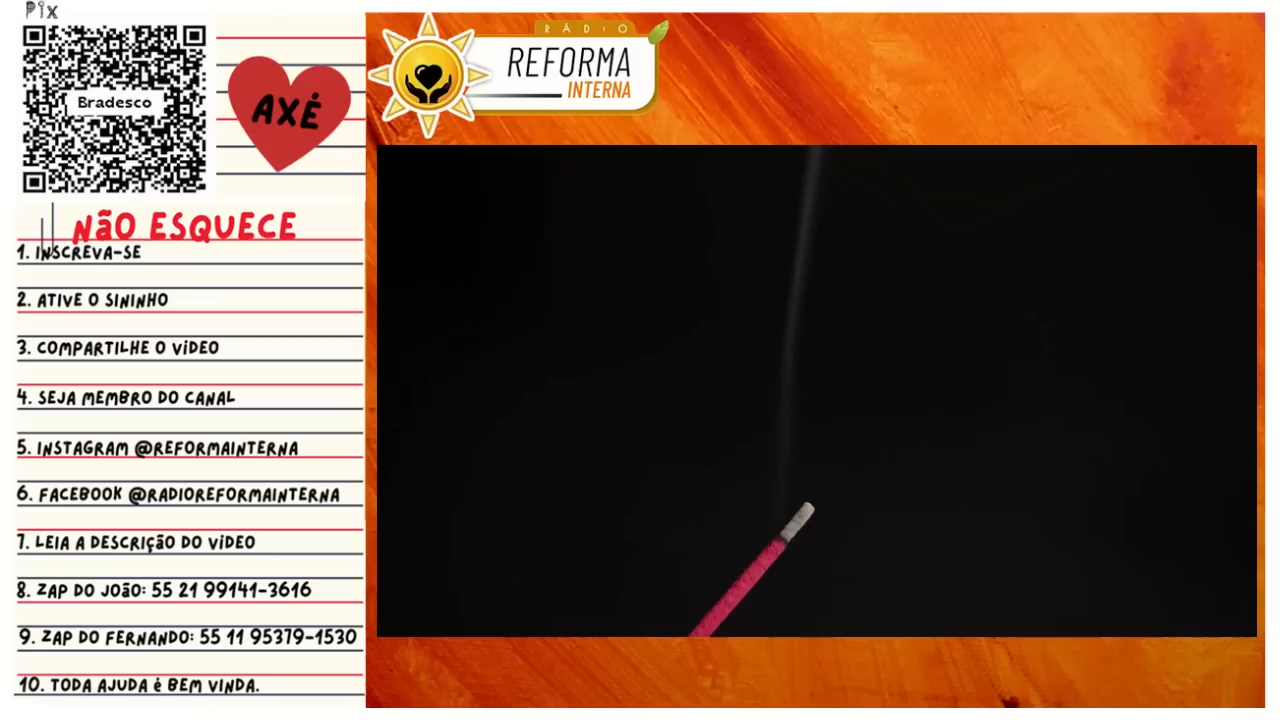 Pix
Bradesco
AXÉ
NãO ESQUECE
1. INSCREVA-SE
2. ATIVE O SININHO
3. COMPARTILHE O VíDEO
4. SEJA MEMBRO DO CANAL
5. INSTAGRAM @REFORMAINTERNA
6. FACEBOOK @RADIOREFORMAINTERNA
7. LEIA A DESCRIçãO DO VíDEO
8. ZAP DO JOãO: 55 21 99141-3616
9. ZAP DO FERNANDO: 55 11 95379-1530
10. TODA AJUDA é BEM VINDA.
RÁDIO
REFORMA
INTERNA